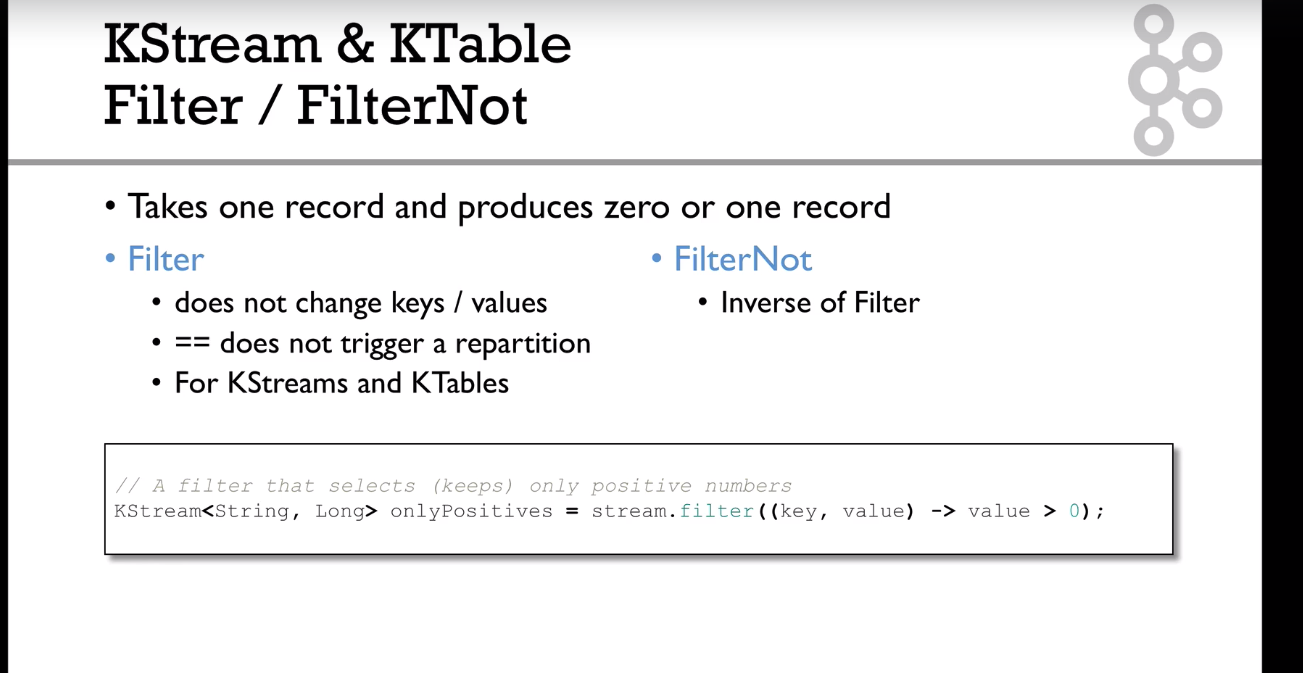 KStream & KTable
Filter / FilterNot
• Takes one record and produces zero or one record
• Filter
• does not change keys / values
• == does not trigger a repartition
• For KStreams and KTables
• FilterNot
• Inverse of Filter
// A filter that selects (keeps) only positive numbers
KStream<String, Long> onlyPositives = stream.filter((key, value) -> value > 0);